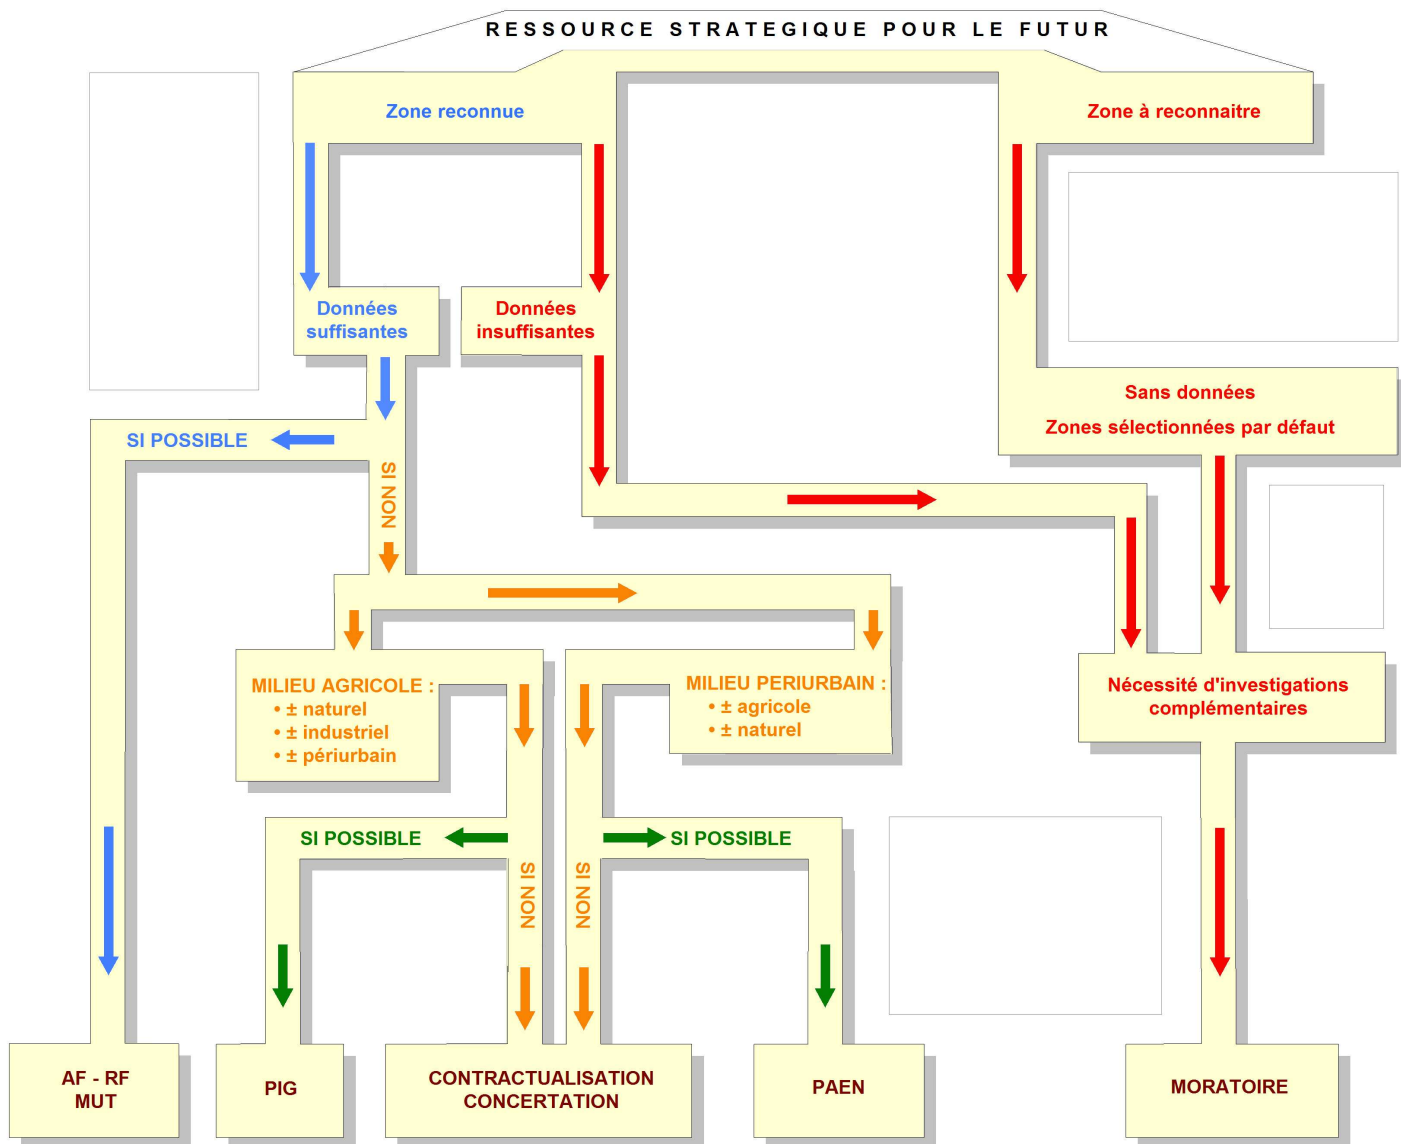 RESSOURCE STRATEGIQUE POUR LE FUTUR
Zone reconnue
Zone à reconnaitre
Données
suffisantes
Données
insuffisantes
Sans données
Zones sélectionnées par défaut
SI POSSIBLE
SI NON
MILIEU AGRICOLE :
• ± naturel
• ± industriel
• ± périurbain
MILIEU PERIURBAIN :
• ± agricole
• ± naturel
Nécessité d'investigations
complémentaires
SI POSSIBLE
SI POSSIBLE
SI NON
SI NON
AF - RF
MUT
PIG
CONTRACTUALISATION
CONCERTATION
PAEN
MORATOIRE